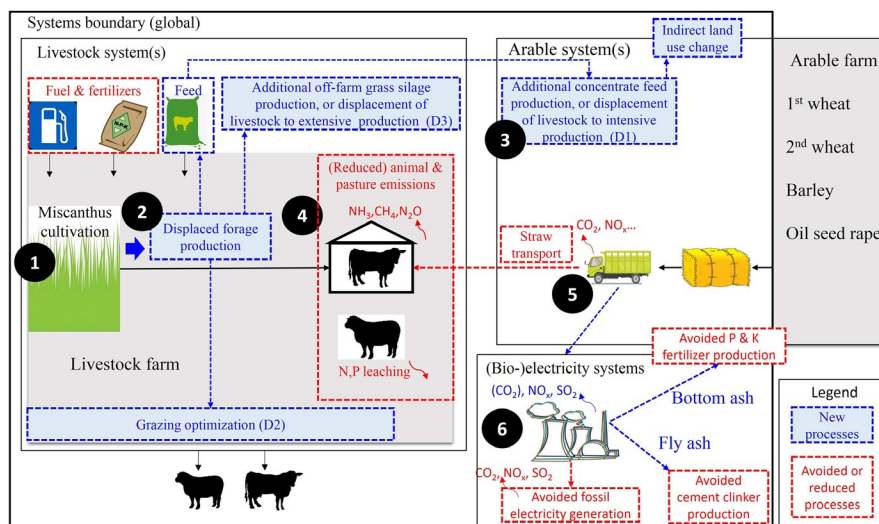 Systems boundary (global)
Livestock system(s)
Fuel & fertilizers
N.P.K
Feed
Additional off-farm grass silage
production, or displacement of
livestock to extensive production (D3)
Miscanthus
cultivation
1
2
Displaced forage
production
4
(Reduced) animal &
pasture emissions
NH3,CH4,N2O
N,P leaching
Livestock farm
Grazing optimization (D2)
Arable system(s)
Indirect land
use change
Additional concentrate feed
production, or displacement
of livestock to intensive
production (D1)
3
Straw
transport
CO2, NOx...
5
Arable farm
1st wheat
2nd wheat
Barley
Oil seed rape
(Bio-)electricity systems
(CO2), NOx, SO2
6
Avoided P & K
fertilizer production
Bottom ash
Fly ash
CO2, NOx, SO2
Avoided fossil
electricity generation
Avoided
cement clinker
production
Legend
New
processes
Avoided or
reduced
processes